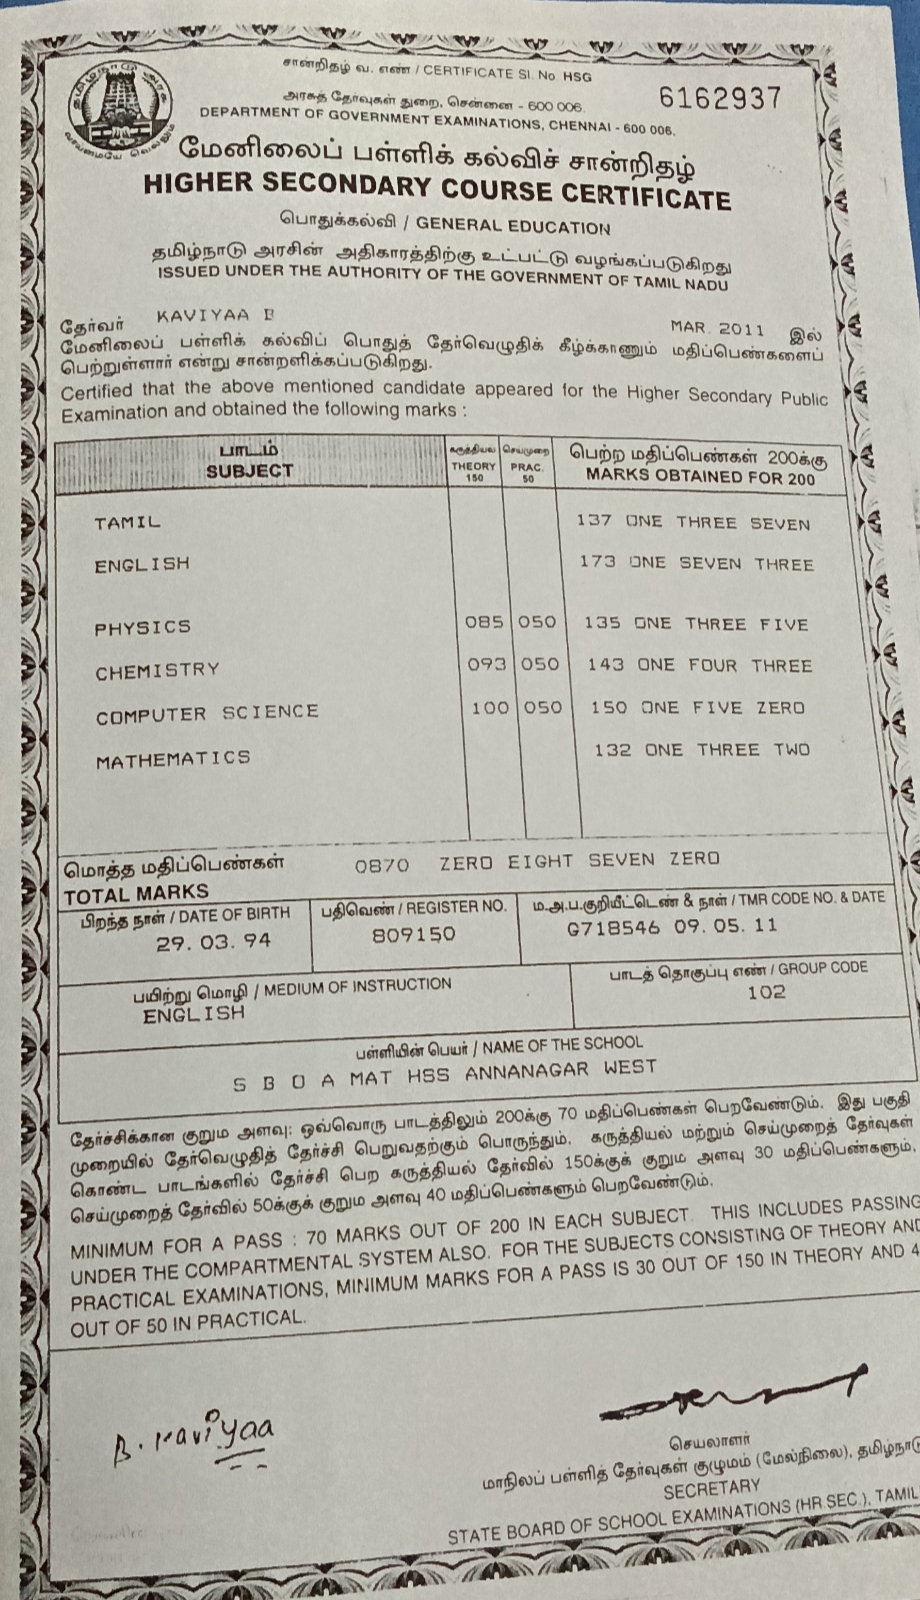 சான்றிதழ் வ. எண் / CERTIFICATE Sl. No. HSG
6162937
தமிழ்நாடு அரசு
வாய்மையே வெல்லும்
அரசுத் தேர்வுகள் துறை, சென்னை - 600 006.
DEPARTMENT OF GOVERNMENT EXAMINATIONS, CHENNAI - 600 006.
மேனிலைப் பள்ளிக் கல்விச் சான்றிதழ்
HIGHER SECONDARY COURSE CERTIFICATE
பொதுக்கல்வி / GENERAL EDUCATION
தமிழ்நாடு அரசின் அதிகாரத்திற்கு உட்பட்டு வழங்கப்படுகிறது
ISSUED UNDER THE AUTHORITY OF THE GOVERNMENT OF TAMIL NADU
தேர்வர் KAVIYAA B MAR. 2011 இல்
மேனிலைப் பள்ளிக் கல்விப் பொதுத் தேர்வெழுதிக் கீழ்க்காணும் மதிப்பெண்களைப்
பெற்றுள்ளார் என்று சான்றளிக்கப்படுகிறது.
Certified that the above mentioned candidate appeared for the Higher Secondary Public
Examination and obtained the following marks :
பாடம் கருத்தியல் செய்முறை பெற்ற மதிப்பெண்கள் 200க்கு
SUBJECT THEORY 150 PRAC. 50 MARKS OBTAINED FOR 200
TAMIL 137 ONE THREE SEVEN
ENGLISH 173 ONE SEVEN THREE
PHYSICS 085 050 135 ONE THREE FIVE
CHEMISTRY 093 050 143 ONE FOUR THREE
COMPUTER SCIENCE 100 050 150 ONE FIVE ZERO
MATHEMATICS 132 ONE THREE TWO
மொத்த மதிப்பெண்கள் 0870 ZERO EIGHT SEVEN ZERO
TOTAL MARKS
பிறந்த நாள் / DATE OF BIRTH பதிவெண் / REGISTER NO. ம.அ.ப.குறியீட்டெண் & நாள் / TMR CODE NO. & DATE
29. 03. 94 809150 G718546 09. 05. 11
பயிற்று மொழி / MEDIUM OF INSTRUCTION பாடத் தொகுப்பு எண் / GROUP CODE
ENGLISH 102
பள்ளியின் பெயர் / NAME OF THE SCHOOL
S B O A MAT HSS ANNANAGAR WEST
தேர்ச்சிக்கான குறும அளவு: ஒவ்வொரு பாடத்திலும் 200க்கு 70 மதிப்பெண்கள் பெறவேண்டும். இது பகுதி
முறையில் தேர்வெழுதித் தேர்ச்சி பெறுவதற்கும் பொருந்தும். கருத்தியல் மற்றும் செய்முறைத் தேர்வுகள்
கொண்ட பாடங்களில் தேர்ச்சி பெற கருத்தியல் தேர்வில் 150க்குக் குறும அளவு 30 மதிப்பெண்களும்,
செய்முறைத் தேர்வில் 50க்குக் குறும அளவு 40 மதிப்பெண்களும் பெறவேண்டும்.
MINIMUM FOR A PASS : 70 MARKS OUT OF 200 IN EACH SUBJECT. THIS INCLUDES PASSING
UNDER THE COMPARTMENTAL SYSTEM ALSO. FOR THE SUBJECTS CONSISTING OF THEORY AND
PRACTICAL EXAMINATIONS, MINIMUM MARKS FOR A PASS IS 30 OUT OF 150 IN THEORY AND 4
OUT OF 50 IN PRACTICAL.
B. Kaviyaa
செயலாளர்
மாநிலப் பள்ளித் தேர்வுகள் குழுமம் (மேல்நிலை), தமிழ்நாடு
SECRETARY
STATE BOARD OF SCHOOL EXAMINATIONS (HR.SEC.), TAMIL